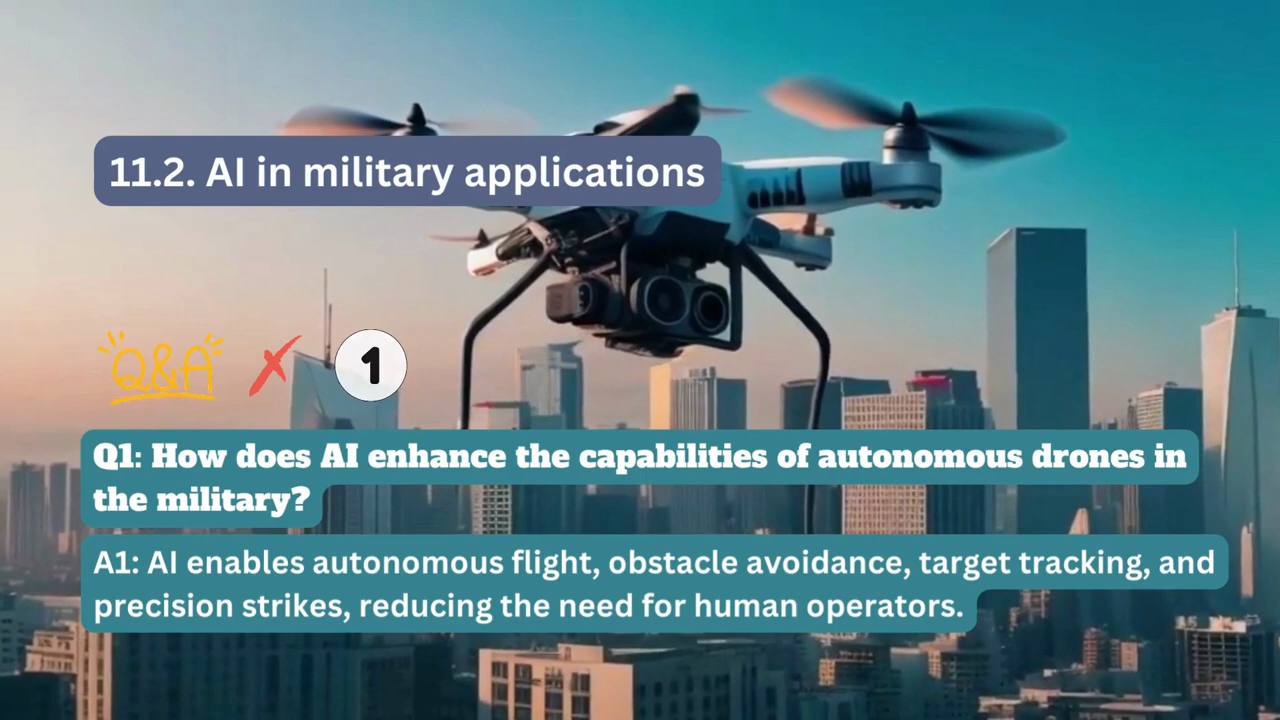 11.2. AI in military applications
Q&A
1
Q1: How does AI enhance the capabilities of autonomous drones in
the military?
A1: AI enables autonomous flight, obstacle avoidance, target tracking, and
precision strikes, reducing the need for human operators.